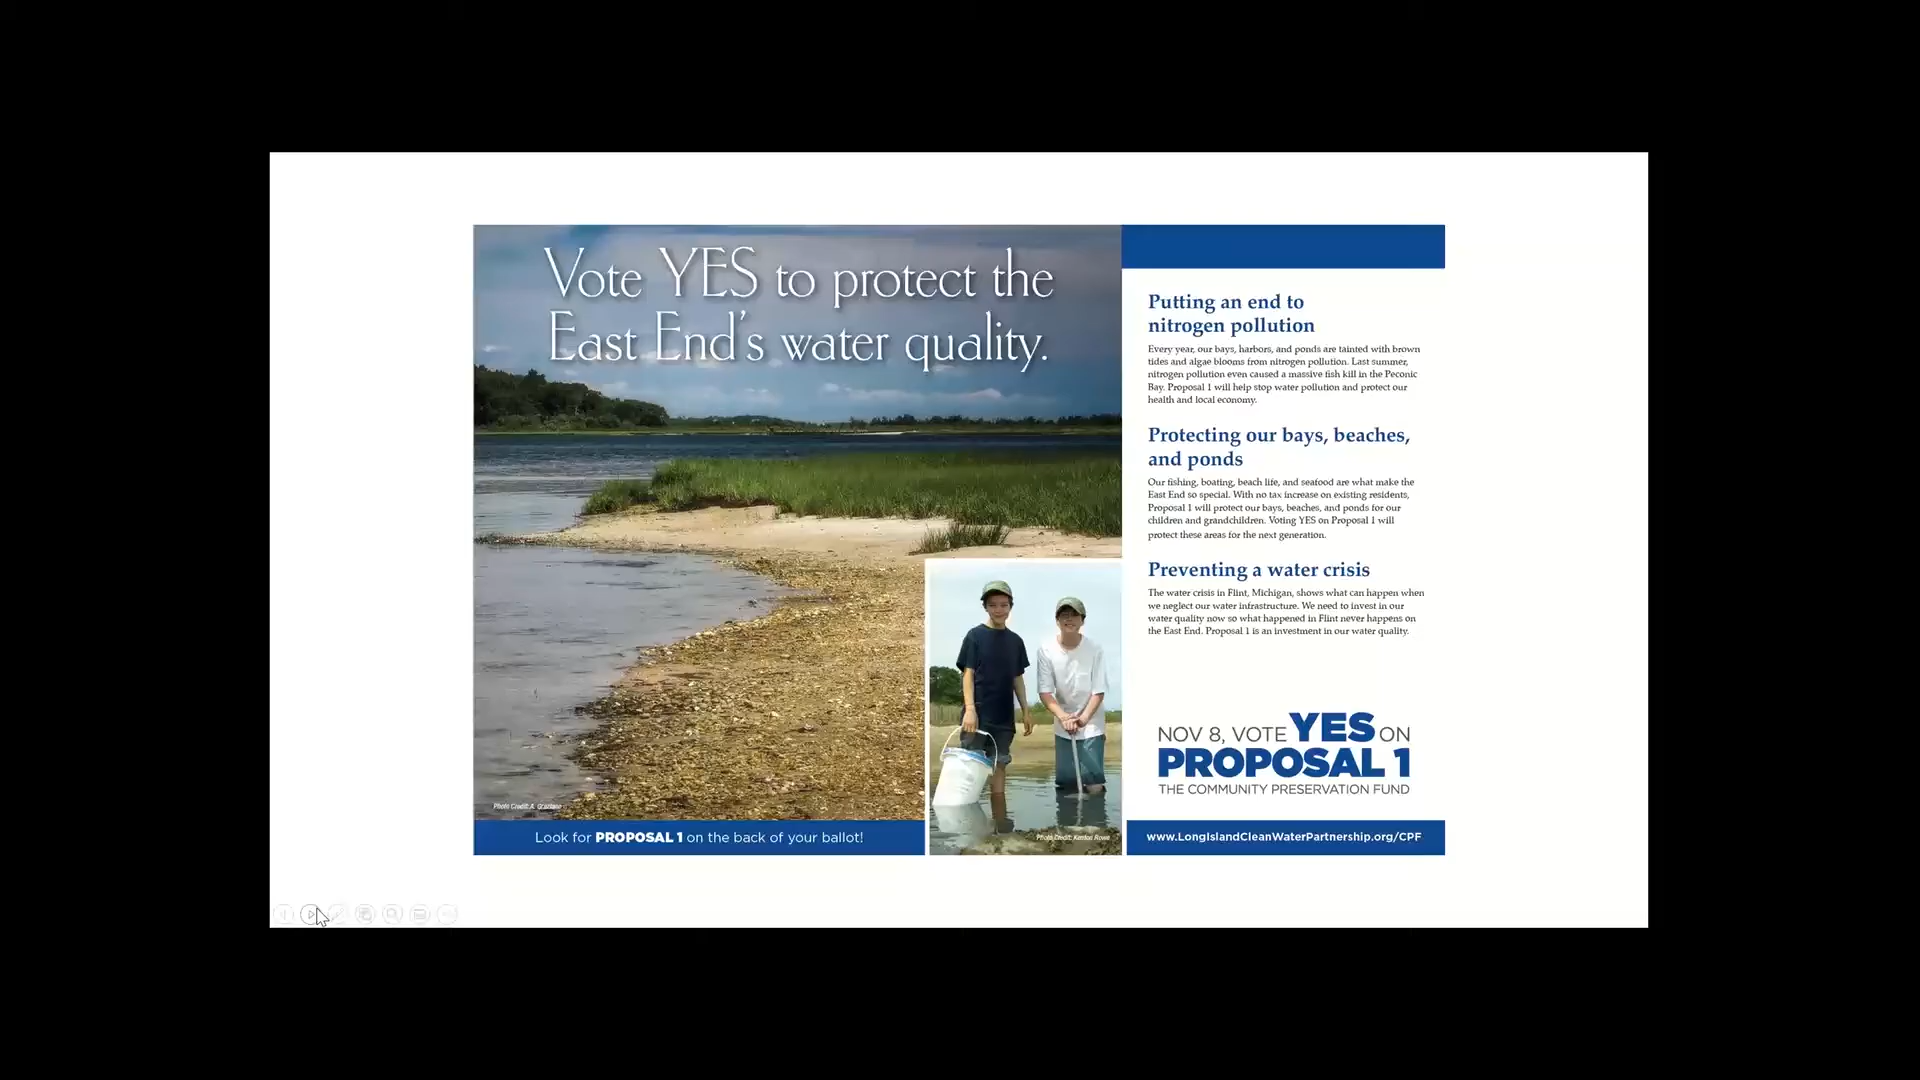 Vote YES to protect the
East End's water quality.
Photo Credit: A. Graziano
Look for PROPOSAL 1 on the back of your ballot!
Photo Credit: Kenton Rowe
Putting an end to
nitrogen pollution
Every year, our bays, harbors, and ponds are tainted with brown
tides and algae blooms from nitrogen pollution. Last summer,
nitrogen pollution even caused a massive fish kill in the Peconic
Bay. Proposal 1 will help stop water pollution and protect our
health and local economy.
Protecting our bays, beaches,
and ponds
Our fishing, boating, beach life, and seafood are what make the
East End so special. With no tax increase on existing residents,
Proposal 1 will protect our bays, beaches, and ponds for our
children and grandchildren. Voting YES on Proposal 1 will
protect these areas for the next generation.
Preventing a water crisis
The water crisis in Flint, Michigan, shows what can happen when
we neglect our water infrastructure. We need to invest in our
water quality now so what happened in Flint never happens on
the East End. Proposal 1 is an investment in our water quality.
NOV 8, VOTE YES ON
PROPOSAL 1
THE COMMUNITY PRESERVATION FUND
www.LongIslandCleanWaterPartnership.org/CPF